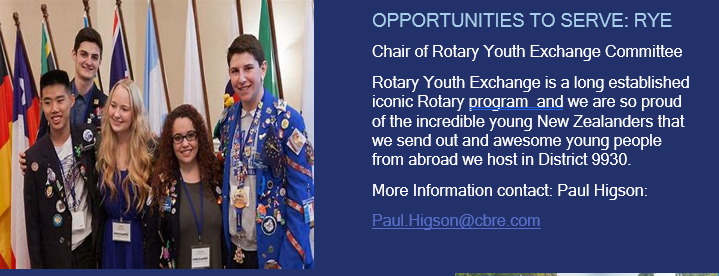 OPPORTUNITIES TO SERVE: RYE
Chair of Rotary Youth Exchange Committee
Rotary Youth Exchange is a long established
iconic Rotary program  and we are so proud
of the incredible young New Zealanders that
we send out and awesome young people
from abroad we host in District 9930.
More Information contact: Paul Higson:
Paul.Higson@cbre.com